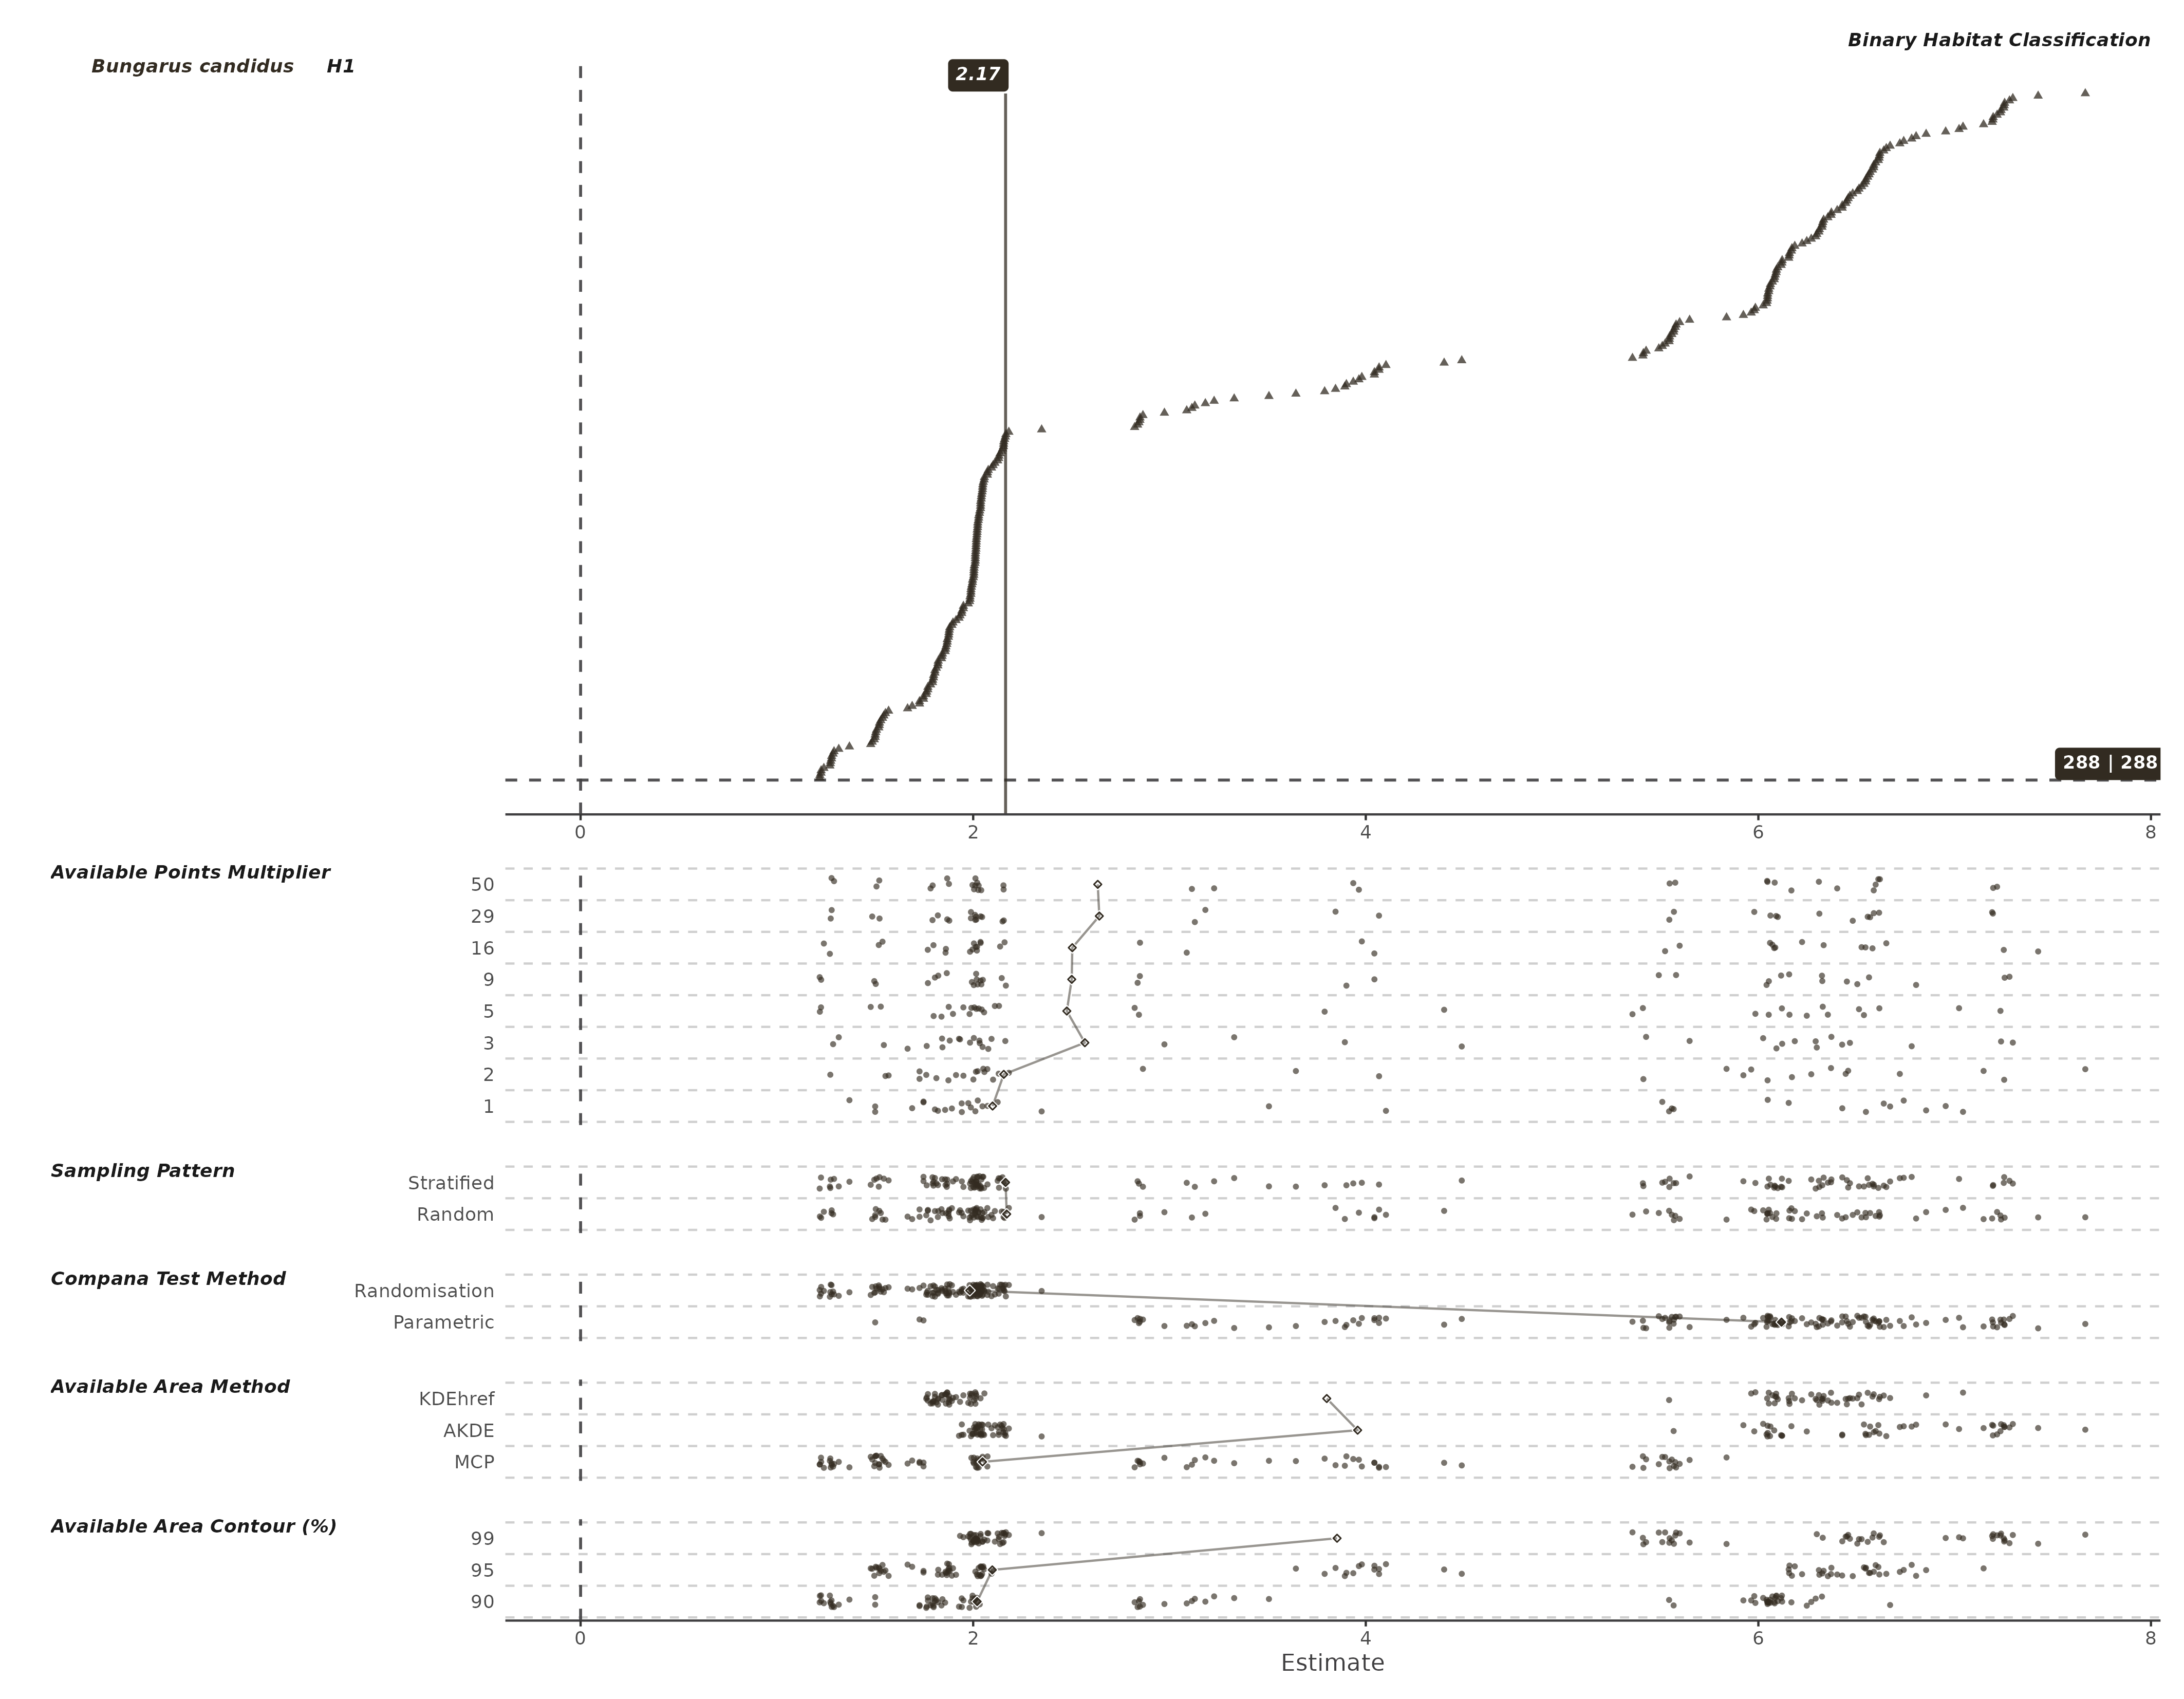 Binary Habitat Classification
Bungarus candidus H1
2.17
288 | 288
0 2 4 6 8
Available Points Multiplier
50
29
16
9
5
3
2
1
Sampling Pattern
Stratified
Random
Compana Test Method
Randomisation
Parametric
Available Area Method
KDEhref
AKDE
MCP
Available Area Contour (%)
99
95
90
0 2 4 6 8
Estimate